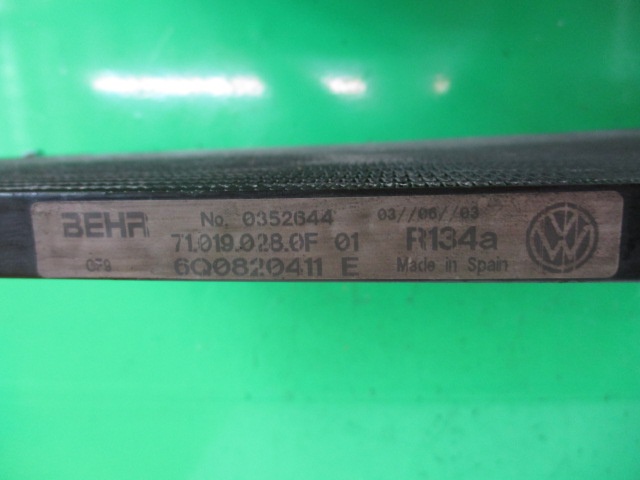 BEHR No. 0352644 03//06//03
71.019.028.0F 01 R134a
079 6Q0820411 E Made in Spain